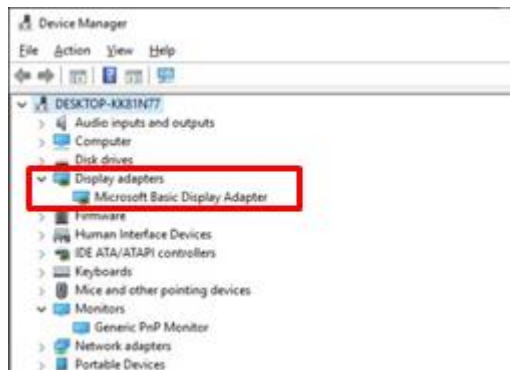 Device Manager
File Action View Help
DESKTOP-KK81N77
Audio inputs and outputs
Computer
Disk drives
Display adapters
Microsoft Basic Display Adapter
Firmware
Human Interface Devices
IDE ATA/ATAPI controllers
Keyboards
Mice and other pointing devices
Monitors
Generic PnP Monitor
Network adapters
Portable Devices